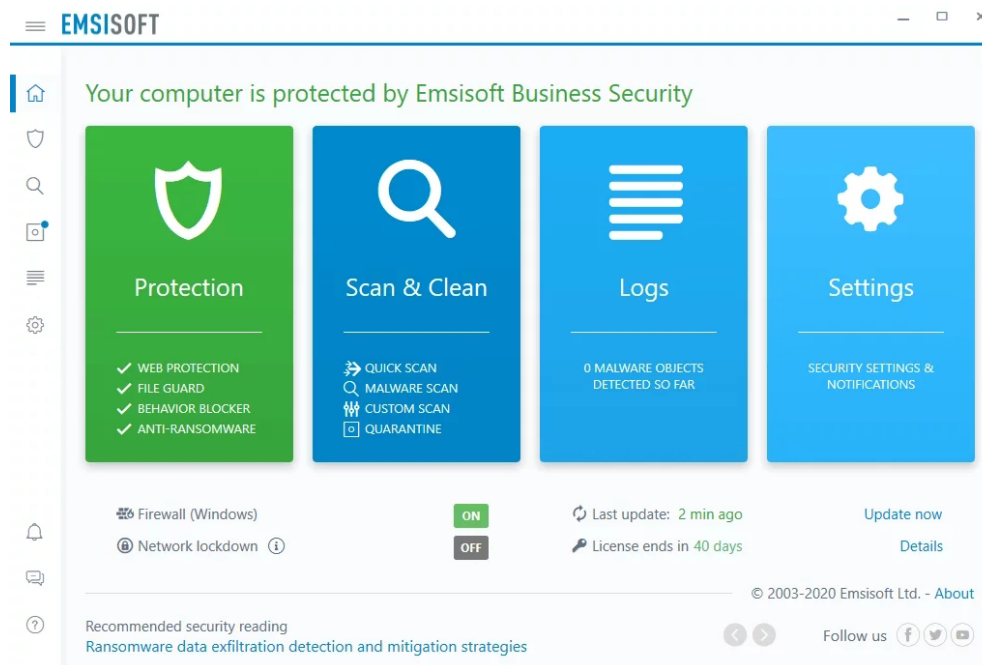 EMSISOFT
Your computer is protected by Emsisoft Business Security
Protection
WEB PROTECTION
FILE GUARD
BEHAVIOR BLOCKER
ANTI-RANSOMWARE
Scan & Clean
QUICK SCAN
MALWARE SCAN
CUSTOM SCAN
QUARANTINE
Logs
0 MALWARE OBJECTS
DETECTED SO FAR
Settings
SECURITY SETTINGS &
NOTIFICATIONS
Firewall (Windows) ON
Network lockdown OFF
Last update: 2 min ago Update now
License ends in 40 days Details
© 2003-2020 Emsisoft Ltd. - About
Recommended security reading
Ransomware data exfiltration detection and mitigation strategies
Follow us